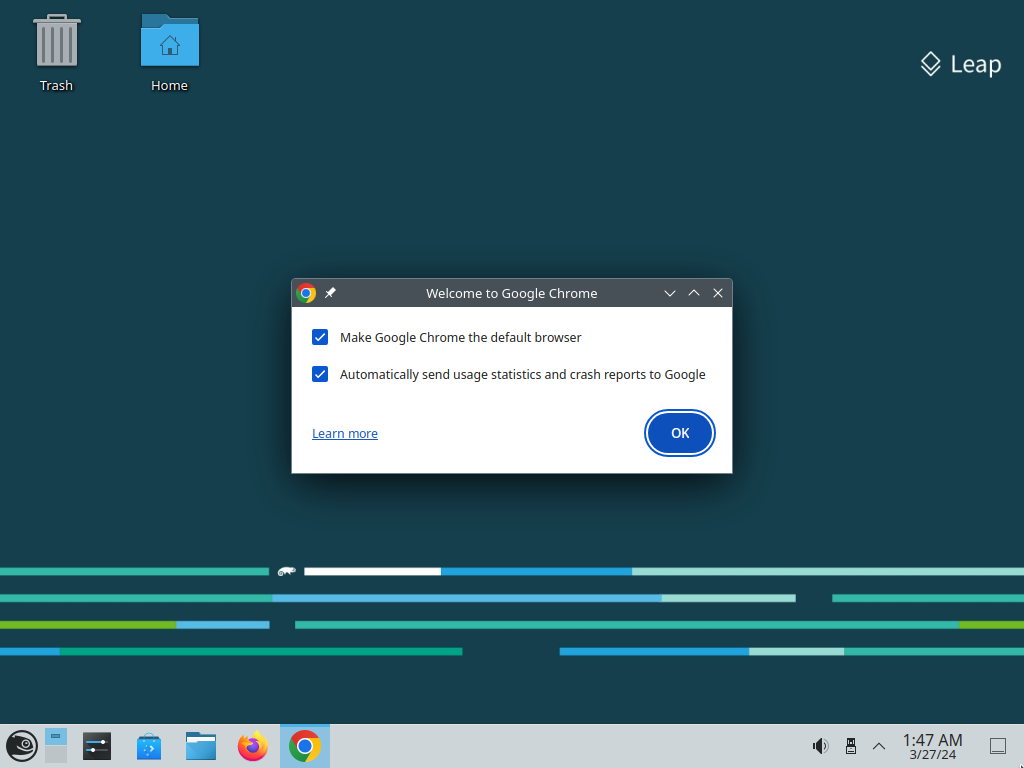 Trash
Home
Leap
Welcome to Google Chrome
Make Google Chrome the default browser
Automatically send usage statistics and crash reports to Google
Learn more
OK
1:47 AM
3/27/24